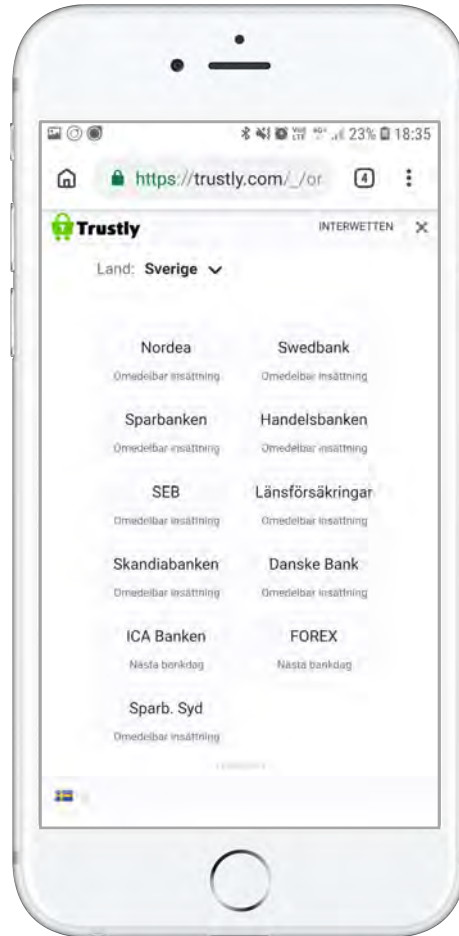 23% 18:35
https://trustly.com/_/or 4
Trustly INTERWETTEN
Land: Sverige
Nordea Swedbank
Omedelbar insättning Omedelbar insättning
Sparbanken Handelsbanken
Omedelbar insättning Omedelbar insättning
SEB Länsförsäkringar
Omedelbar insättning Omedelbar insättning
Skandiabanken Danske Bank
Omedelbar insättning Omedelbar insättning
ICA Banken FOREX
Nästa bankdag Nästa bankdag
Sparb. Syd
Omedelbar insättning